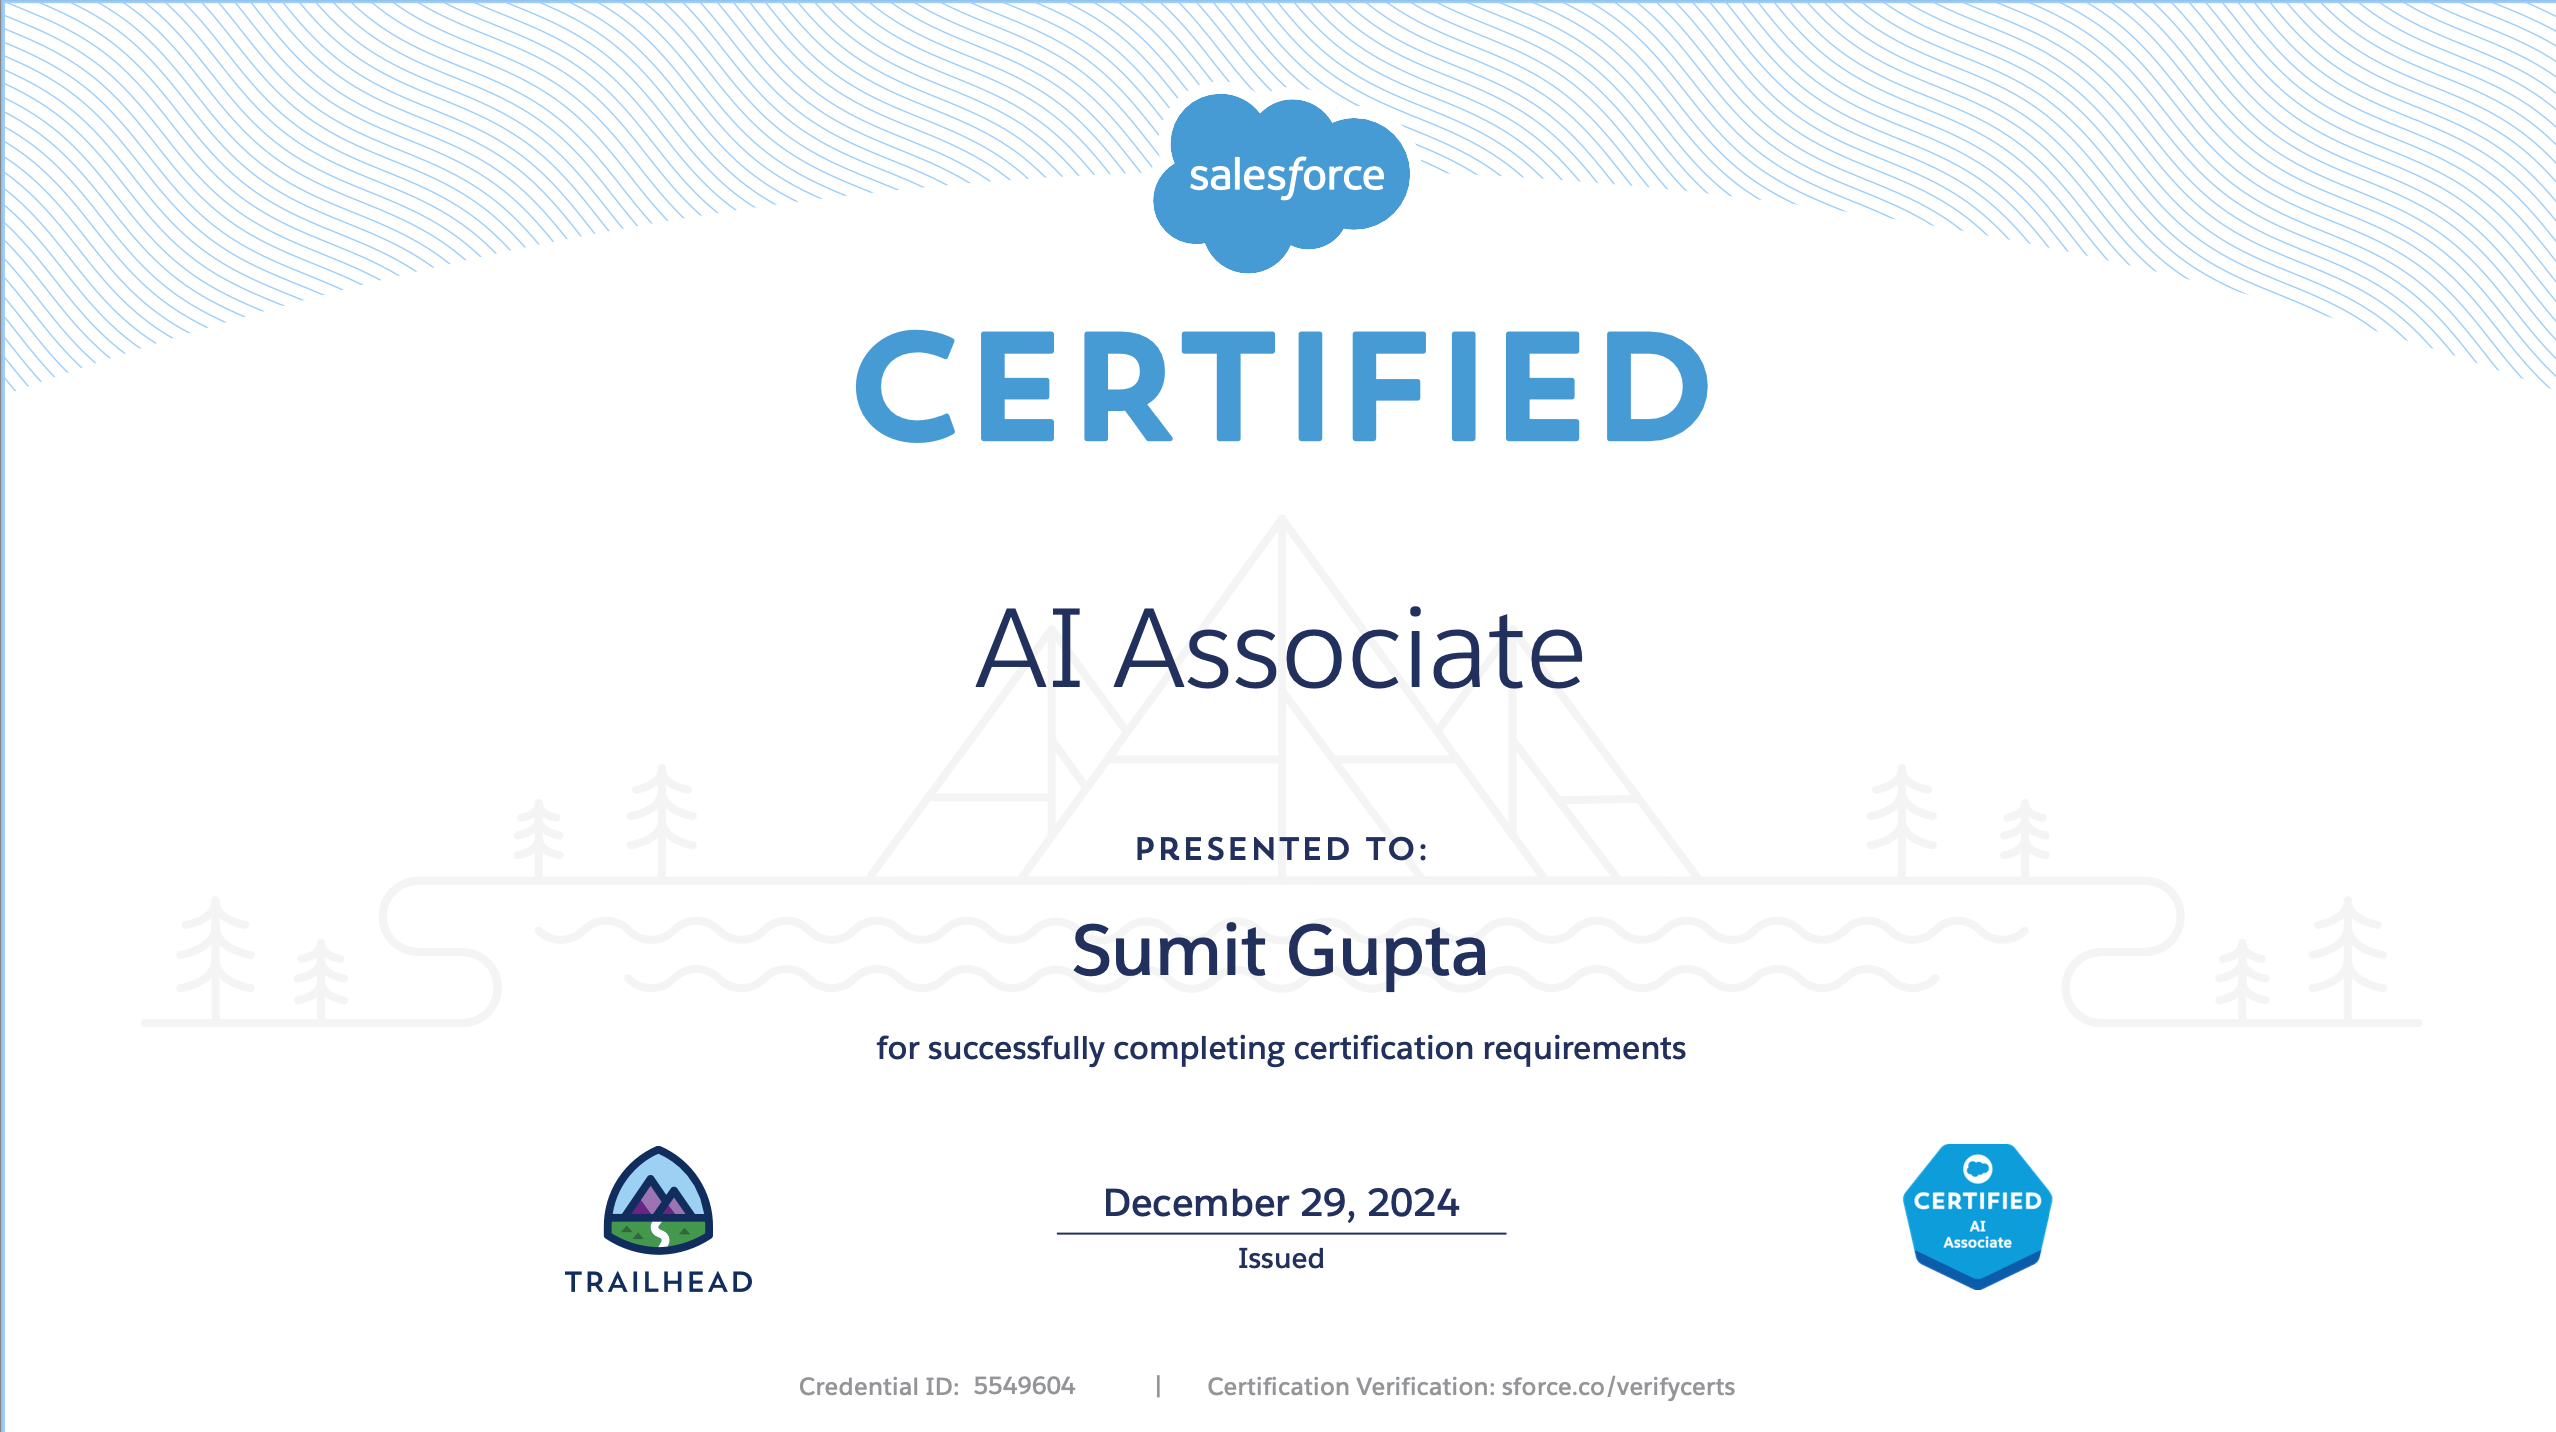 salesforce
CERTIFIED
AI Associate
PRESENTED TO:
Sumit Gupta
for successfully completing certification requirements
TRAILHEAD
December 29, 2024
Issued
CERTIFIED
AI
Associate
Credential ID: 5549604 | Certification Verification: sforce.co/verifycerts